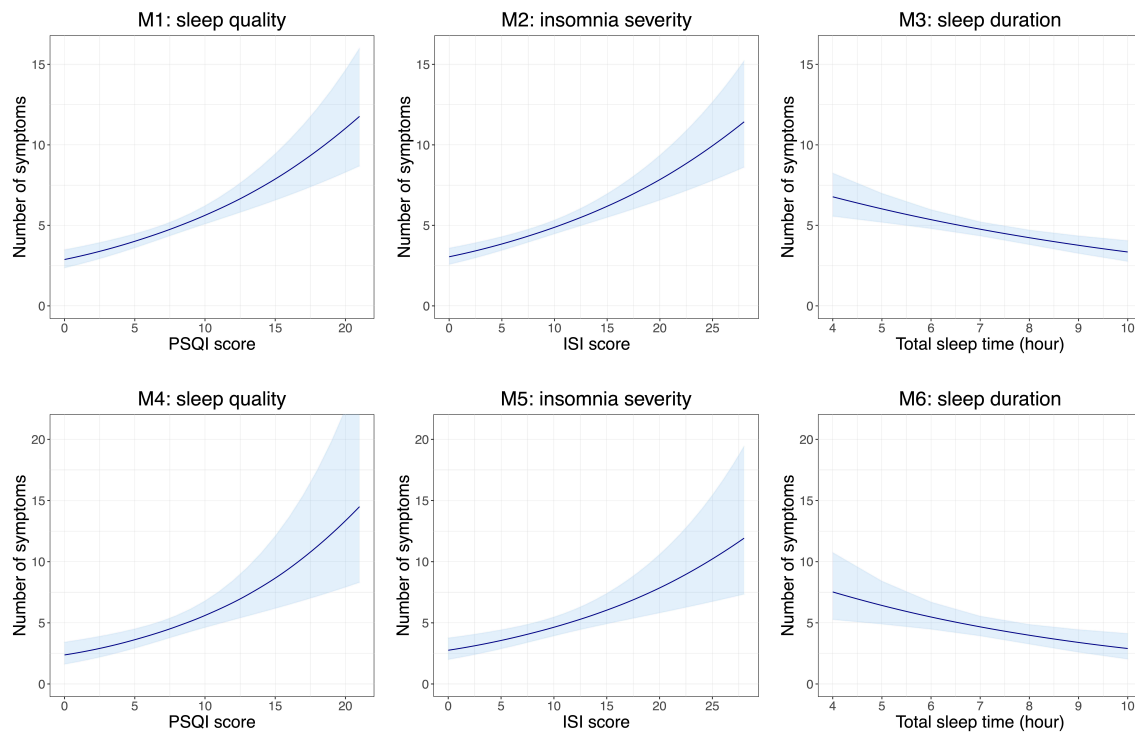 M1: sleep quality
Number of symptoms
15
10
5
0
0 5 10 15 20
PSQI score
M2: insomnia severity
Number of symptoms
15
10
5
0
0 5 10 15 20 25
ISI score
M3: sleep duration
Number of symptoms
15
10
5
0
4 5 6 7 8 9 10
Total sleep time (hour)
M4: sleep quality
Number of symptoms
20
15
10
5
0
0 5 10 15 20
PSQI score
M5: insomnia severity
Number of symptoms
20
15
10
5
0
0 5 10 15 20 25
ISI score
M6: sleep duration
Number of symptoms
20
15
10
5
0
4 5 6 7 8 9 10
Total sleep time (hour)